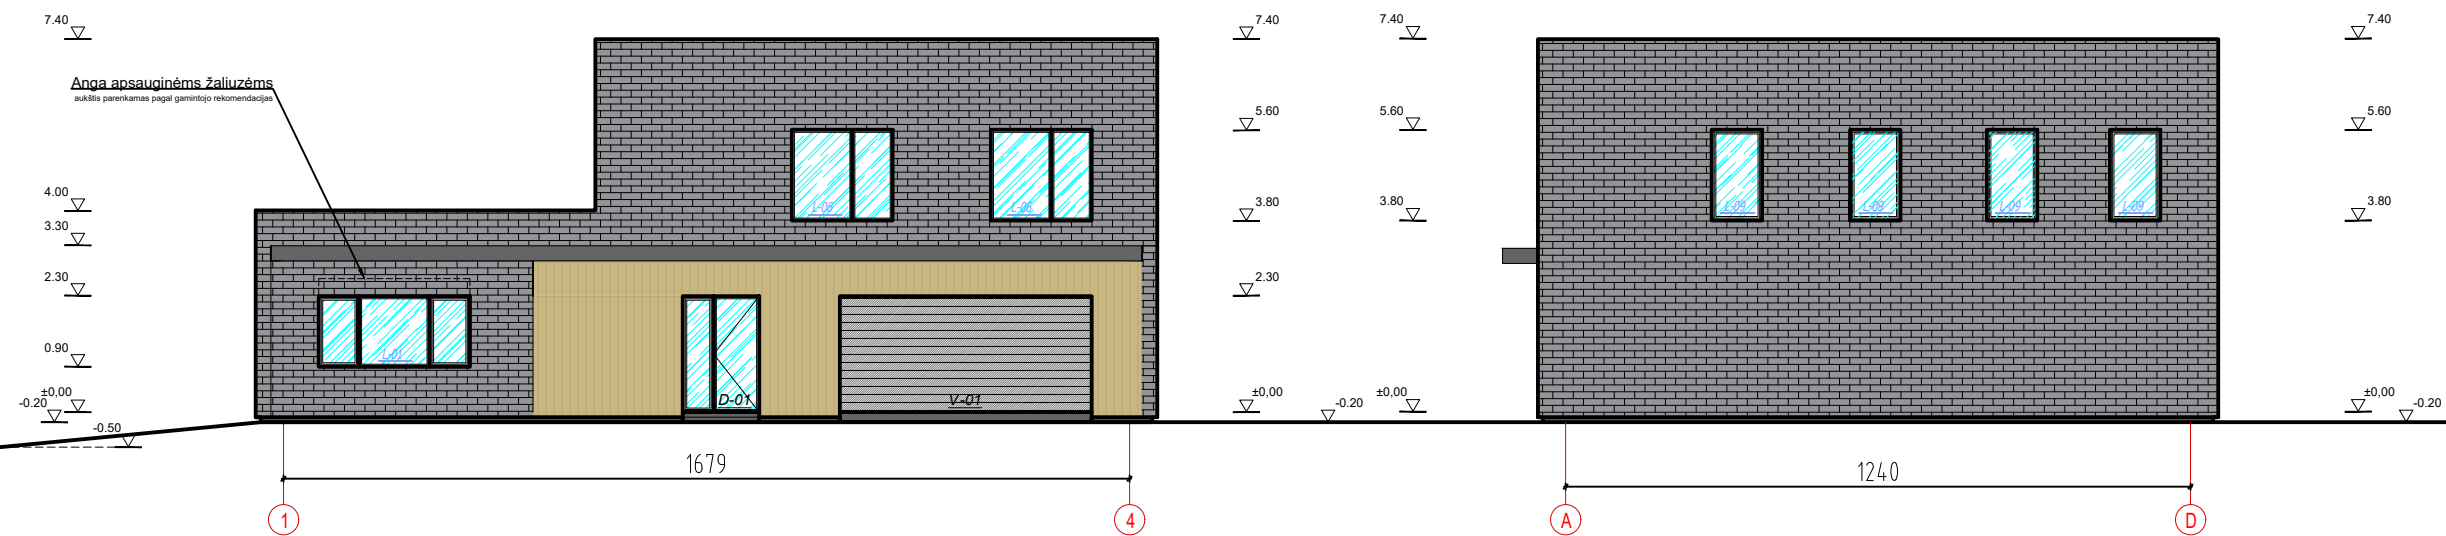 7.40
7.40
7.40
7.40
Anga apsauginėms žaliuzėms
aukštis parenkamas pagal gamintojo rekomendacijas
5.60
5.60
5.60
4.00
3.80
3.80
3.80
L-06
L-06
L-09
L-09
L-09
L-09
3.30
2.30
2.30
0.90
L-01
±0,00
-0.20
D-01
V-01
±0,00
-0.20
±0,00
±0,00
-0.20
-0.50
1679
1240
1
4
A
D